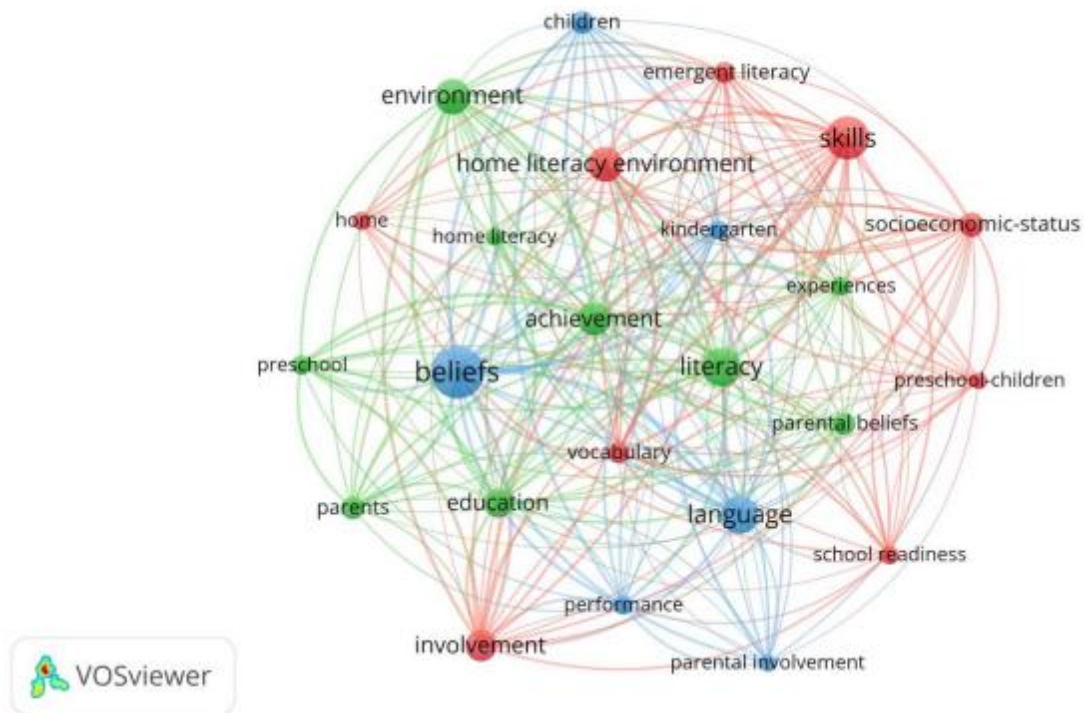 children
emergent literacy
environment
skills
home literacy environment
home
kindergarten
socioeconomic-status
home literacy
experiences
achievement
preschool
beliefs
literacy
preschool-children
parental beliefs
vocabulary
parents
education
language
school readiness
performance
involvement
parental involvement
VOSviewer